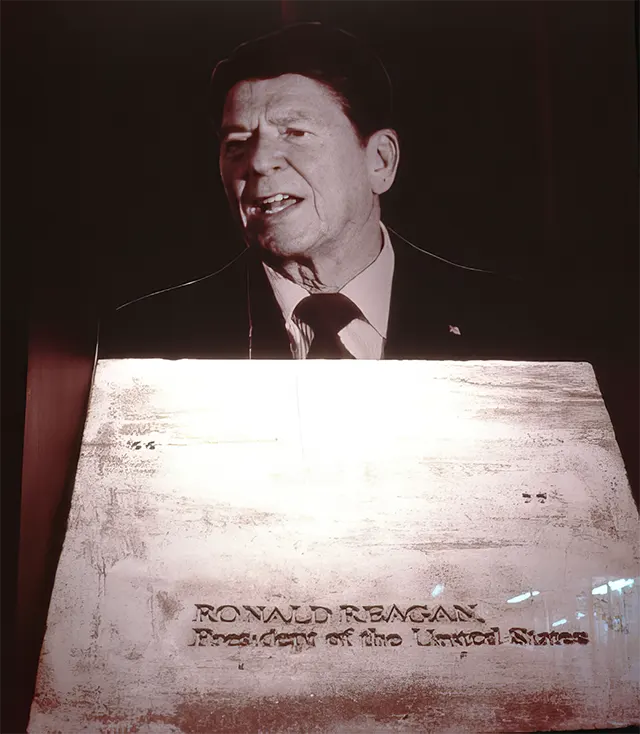 “
”
RONALD REAGAN
President of the United States